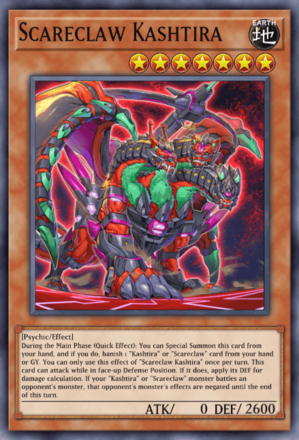 SCARECLAW KASHTIRA
EARTH
地
[Psychic/Effect]
During the Main Phase (Quick Effect): You can Special Summon this card from
your hand, and if you do, banish 1 "Kashtira" or "Scareclaw" card from your hand
or GY. You can only use this effect of "Scareclaw Kashtira" once per turn. This
card can attack while in face-up Defense Position. If it does, apply its DEF for
damage calculation. If your "Kashtira" or "Scareclaw" monster battles an
opponent's monster, that opponent's monster's effects are negated until the end
of this turn.
ATK/ 0 DEF/ 2600